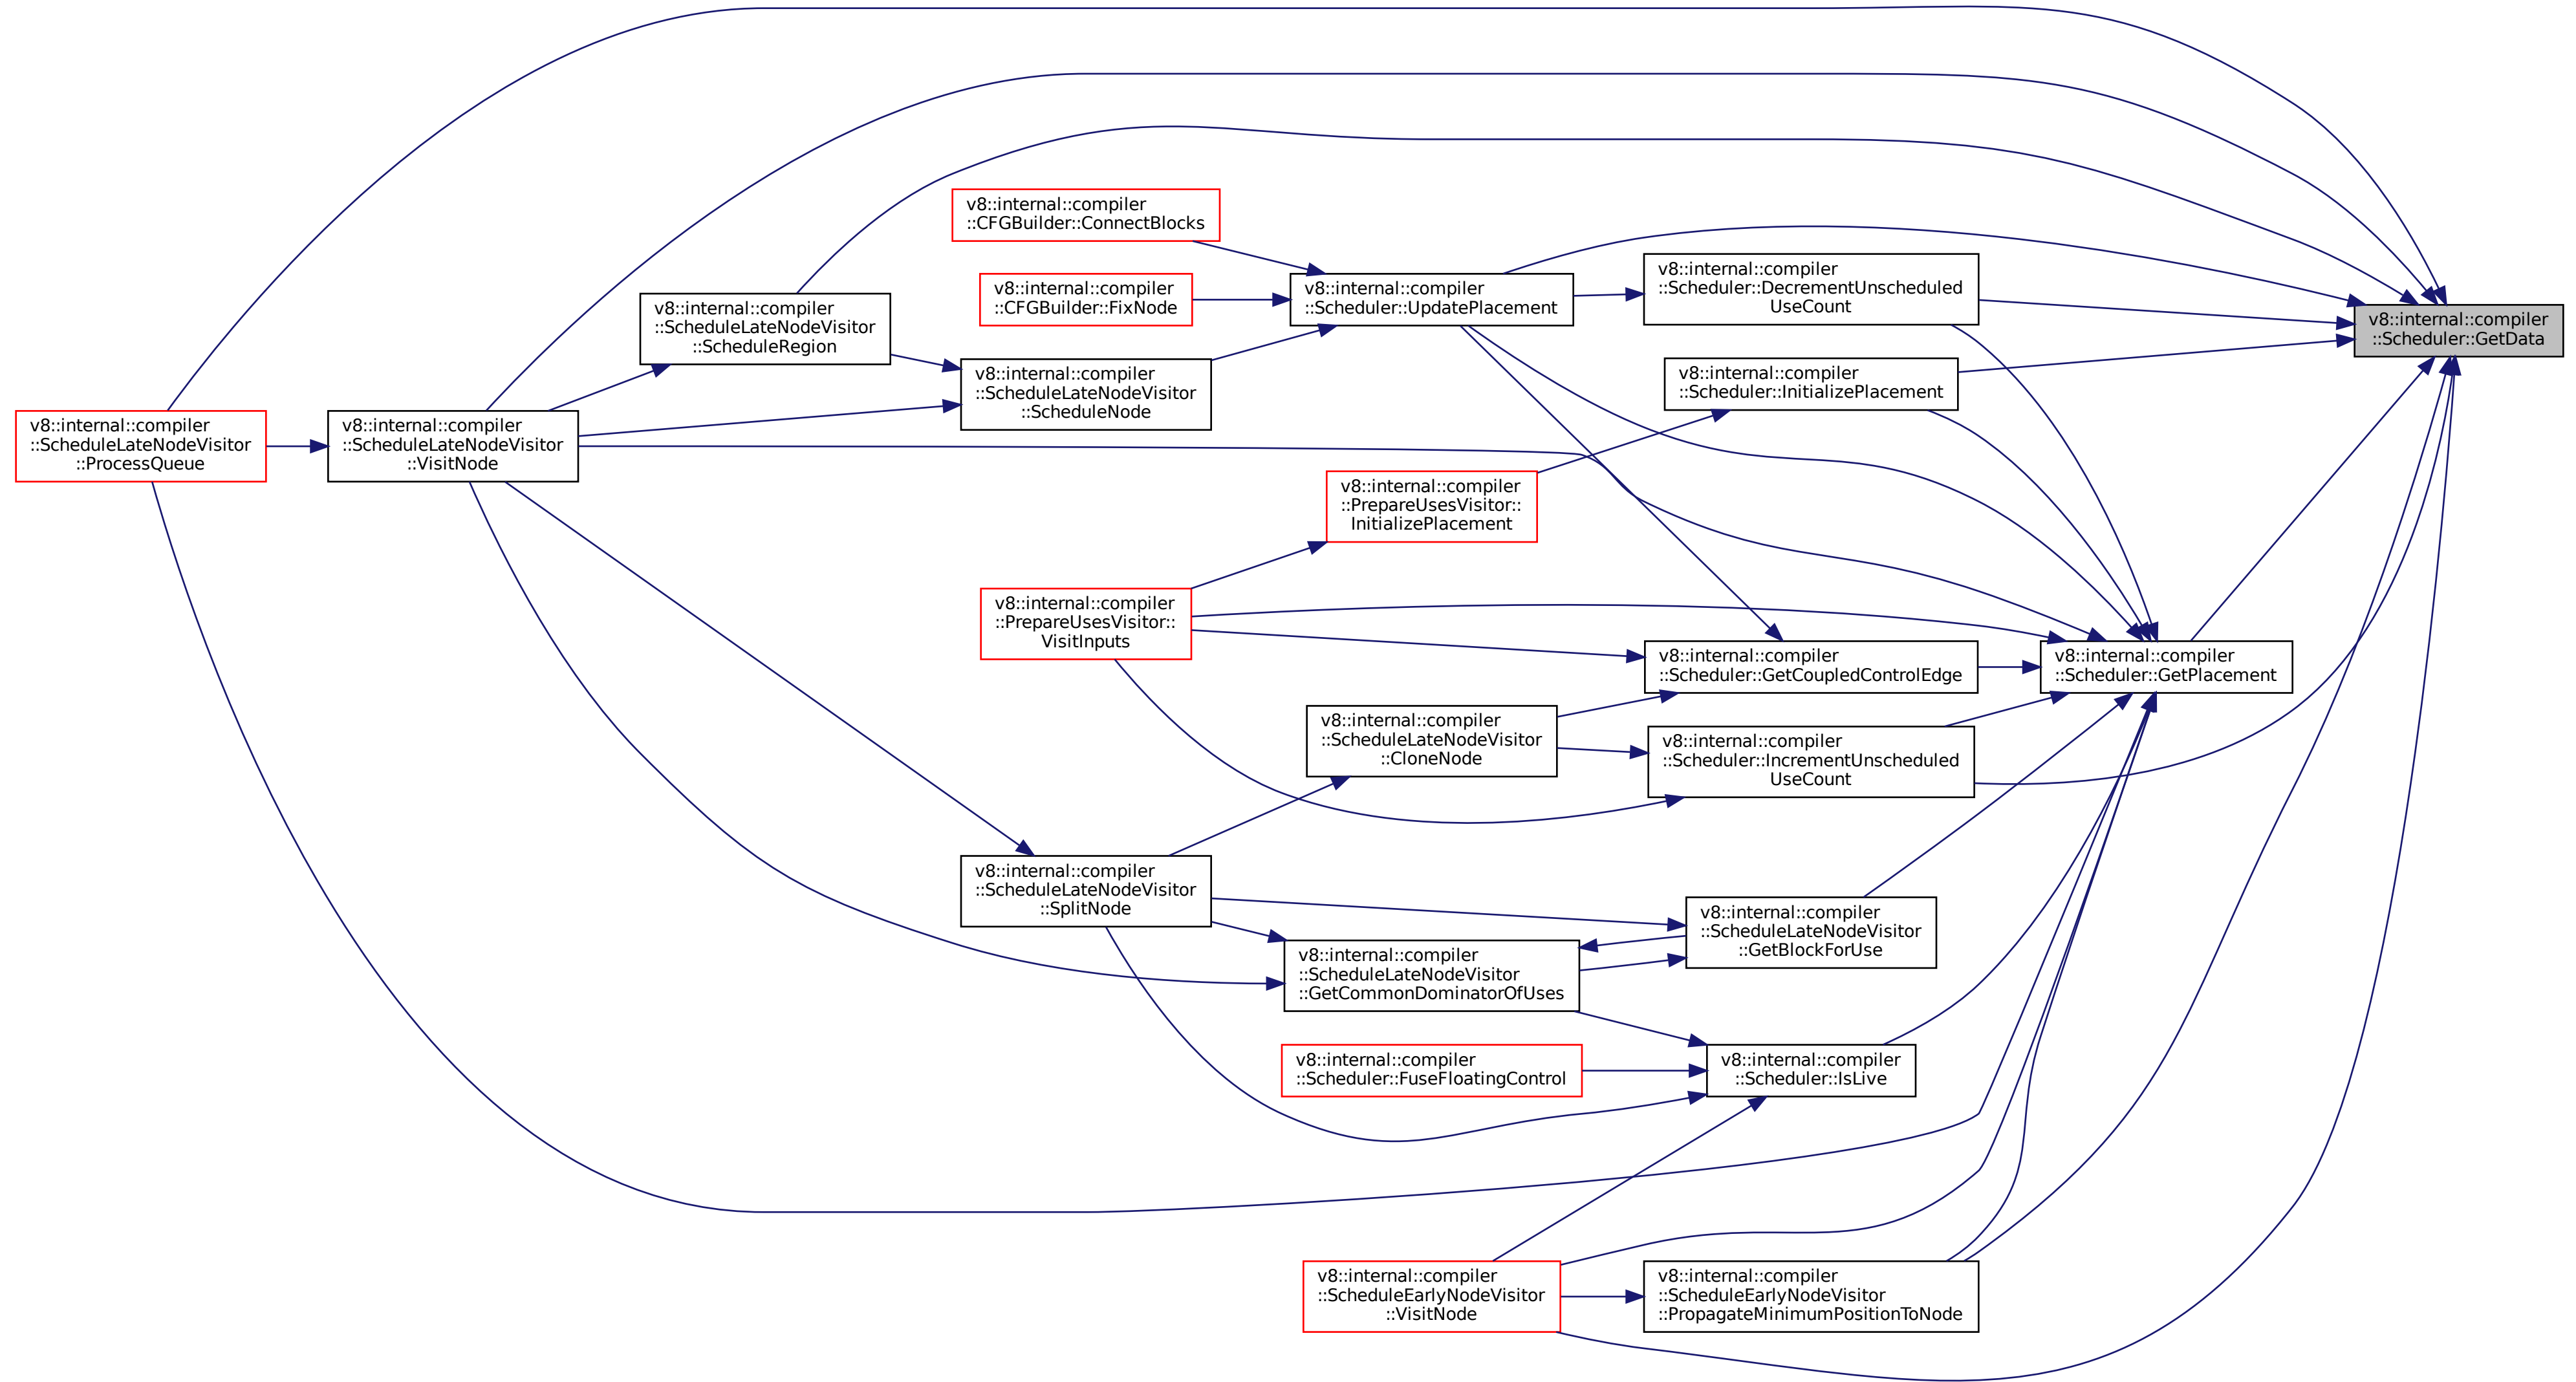 v8::internal::compiler
::CFGBuilder::ConnectBlocks
v8::internal::compiler
::Scheduler::DecrementUnscheduled
UseCount
v8::internal::compiler
::CFGBuilder::FixNode
v8::internal::compiler
::Scheduler::UpdatePlacement
v8::internal::compiler
::ScheduleLateNodeVisitor
::ScheduleRegion
v8::internal::compiler
::Scheduler::GetData
v8::internal::compiler
::ScheduleLateNodeVisitor
::ScheduleNode
v8::internal::compiler
::Scheduler::InitializePlacement
v8::internal::compiler
::ScheduleLateNodeVisitor
::ProcessQueue
v8::internal::compiler
::ScheduleLateNodeVisitor
::VisitNode
v8::internal::compiler
::PrepareUsesVisitor::
InitializePlacement
v8::internal::compiler
::PrepareUsesVisitor::
VisitInputs
v8::internal::compiler
::Scheduler::GetCoupledControlEdge
v8::internal::compiler
::Scheduler::GetPlacement
v8::internal::compiler
::ScheduleLateNodeVisitor
::CloneNode
v8::internal::compiler
::Scheduler::IncrementUnscheduled
UseCount
v8::internal::compiler
::ScheduleLateNodeVisitor
::SplitNode
v8::internal::compiler
::ScheduleLateNodeVisitor
::GetBlockForUse
v8::internal::compiler
::ScheduleLateNodeVisitor
::GetCommonDominatorOfUses
v8::internal::compiler
::Scheduler::FuseFloatingControl
v8::internal::compiler
::Scheduler::IsLive
v8::internal::compiler
::ScheduleEarlyNodeVisitor
::VisitNode
v8::internal::compiler
::ScheduleEarlyNodeVisitor
::PropagateMinimumPositionToNode